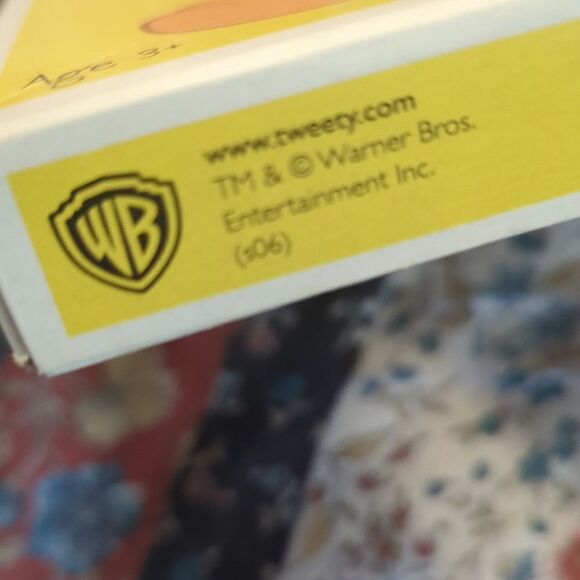 Age 3+
WB
www.tweety.com
TM & © Warner Bros.
Entertainment Inc.
(s06)